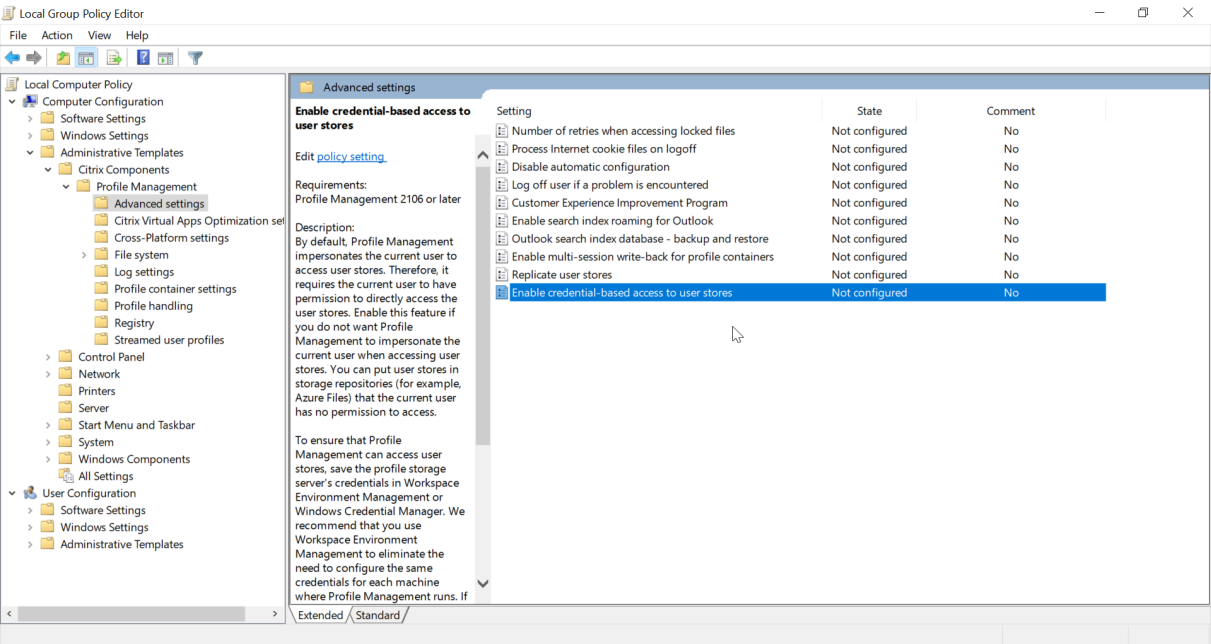 Local Group Policy Editor
File Action View Help
Local Computer Policy
Computer Configuration
Software Settings
Windows Settings
Administrative Templates
Citrix Components
Profile Management
Advanced settings
Citrix Virtual Apps Optimization set
Cross-Platform settings
File system
Log settings
Profile container settings
Profile handling
Registry
Streamed user profiles
Control Panel
Network
Printers
Server
Start Menu and Taskbar
System
Windows Components
All Settings
User Configuration
Software Settings
Windows Settings
Administrative Templates
Advanced settings
Enable credential-based access to
user stores
Edit policy setting
Requirements:
Profile Management 2106 or later
Description:
By default, Profile Management
impersonates the current user to
access user stores. Therefore, it
requires the current user to have
permission to directly access the
user stores. Enable this feature if
you do not want Profile
Management to impersonate the
current user when accessing user
stores. You can put user stores in
storage repositories (for example,
Azure Files) that the current user
has no permission to access.
To ensure that Profile
Management can access user
stores, save the profile storage
server's credentials in Workspace
Environment Management or
Windows Credential Manager. We
recommend that you use
Workspace Environment
Management to eliminate the
need to configure the same
credentials for each machine
where Profile Management runs. If
Setting State Comment
Number of retries when accessing locked files Not configured No
Process Internet cookie files on logoff Not configured No
Disable automatic configuration Not configured No
Log off user if a problem is encountered Not configured No
Customer Experience Improvement Program Not configured No
Enable search index roaming for Outlook Not configured No
Outlook search index database - backup and restore Not configured No
Enable multi-session write-back for profile containers Not configured No
Replicate user stores Not configured No
Enable credential-based access to user stores Not configured No
Extended Standard